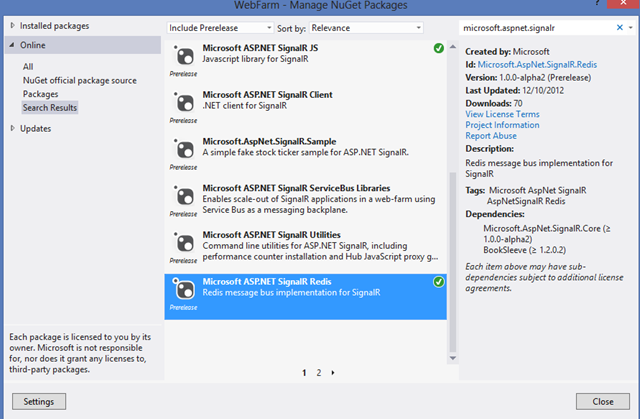 WebFarm - Manage NuGet Packages
Installed packages
Online
All
NuGet official package source
Packages
Search Results
Updates
Each package is licensed to you by its
owner. Microsoft is not responsible
for, nor does it grant any licenses to,
third-party packages.
Settings
Include Prerelease
Sort by: Relevance
Microsoft ASP.NET SignalR JS
Javascript library for SignalR
Prerelease
Microsoft ASP.NET SignalR Client
.NET client for SignalR
Prerelease
Microsoft.AspNet.SignalR.Sample
A simple fake stock ticker sample for ASP.NET SignalR.
Prerelease
Microsoft ASP.NET SignalR ServiceBus Libraries
Enables scale-out of SignalR applications in a web-farm using
Service Bus as a messaging backplane.
Prerelease
Microsoft ASP.NET SignalR Utilities
Command line utilities for ASP.NET SignalR, including
performance counter installation and Hub JavaScript proxy g...
Prerelease
Microsoft ASP.NET SignalR Redis
Redis message bus implementation for SignalR
Prerelease
1 2
microsoft.aspnet.signalr
Created by: Microsoft
Id: Microsoft.AspNet.SignalR.Redis
Version: 1.0.0-alpha2 (Prerelease)
Last Updated: 12/10/2012
Downloads: 70
View License Terms
Project Information
Report Abuse
Description:
Redis message bus implementation for
SignalR
Tags: Microsoft AspNet SignalR
AspNetSignalR Redis
Dependencies:
Microsoft.AspNet.SignalR.Core (≥
1.0.0-alpha2)
BookSleeve (≥ 1.2.0.2)
Each item above may have sub-
dependencies subject to additional license
agreements.
Close